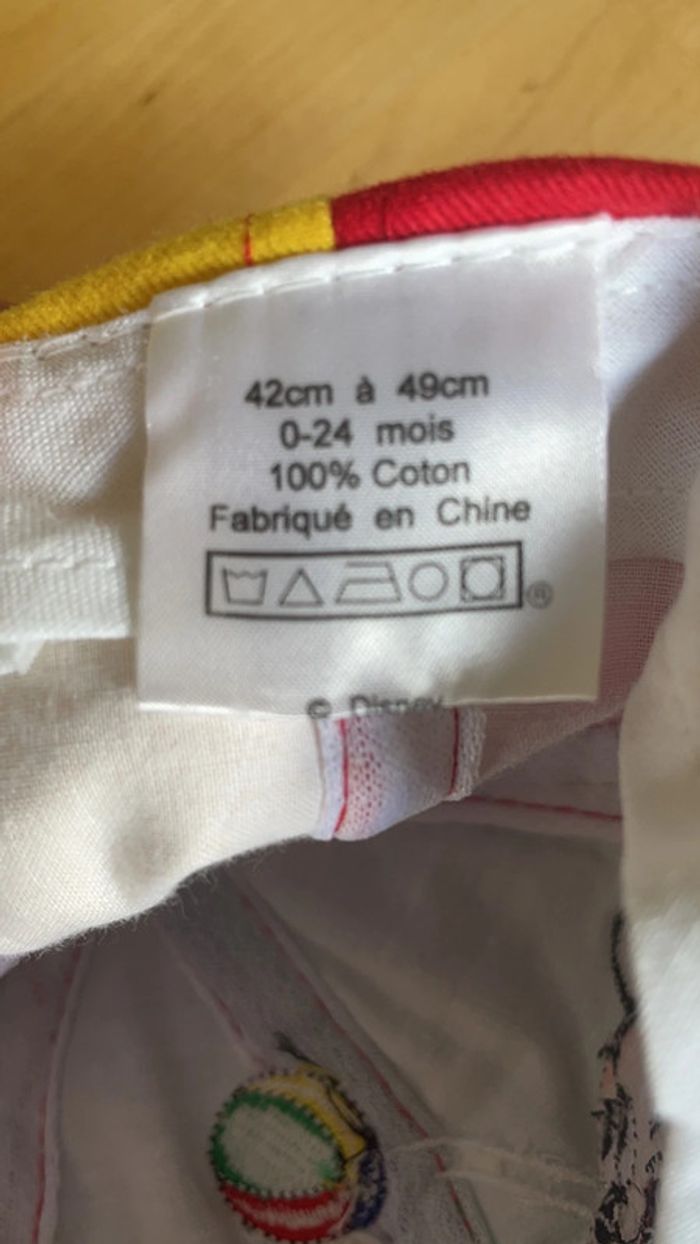 42cm à 49cm
0-24 mois
100% Coton
Fabriqué en Chine
®
© Disney